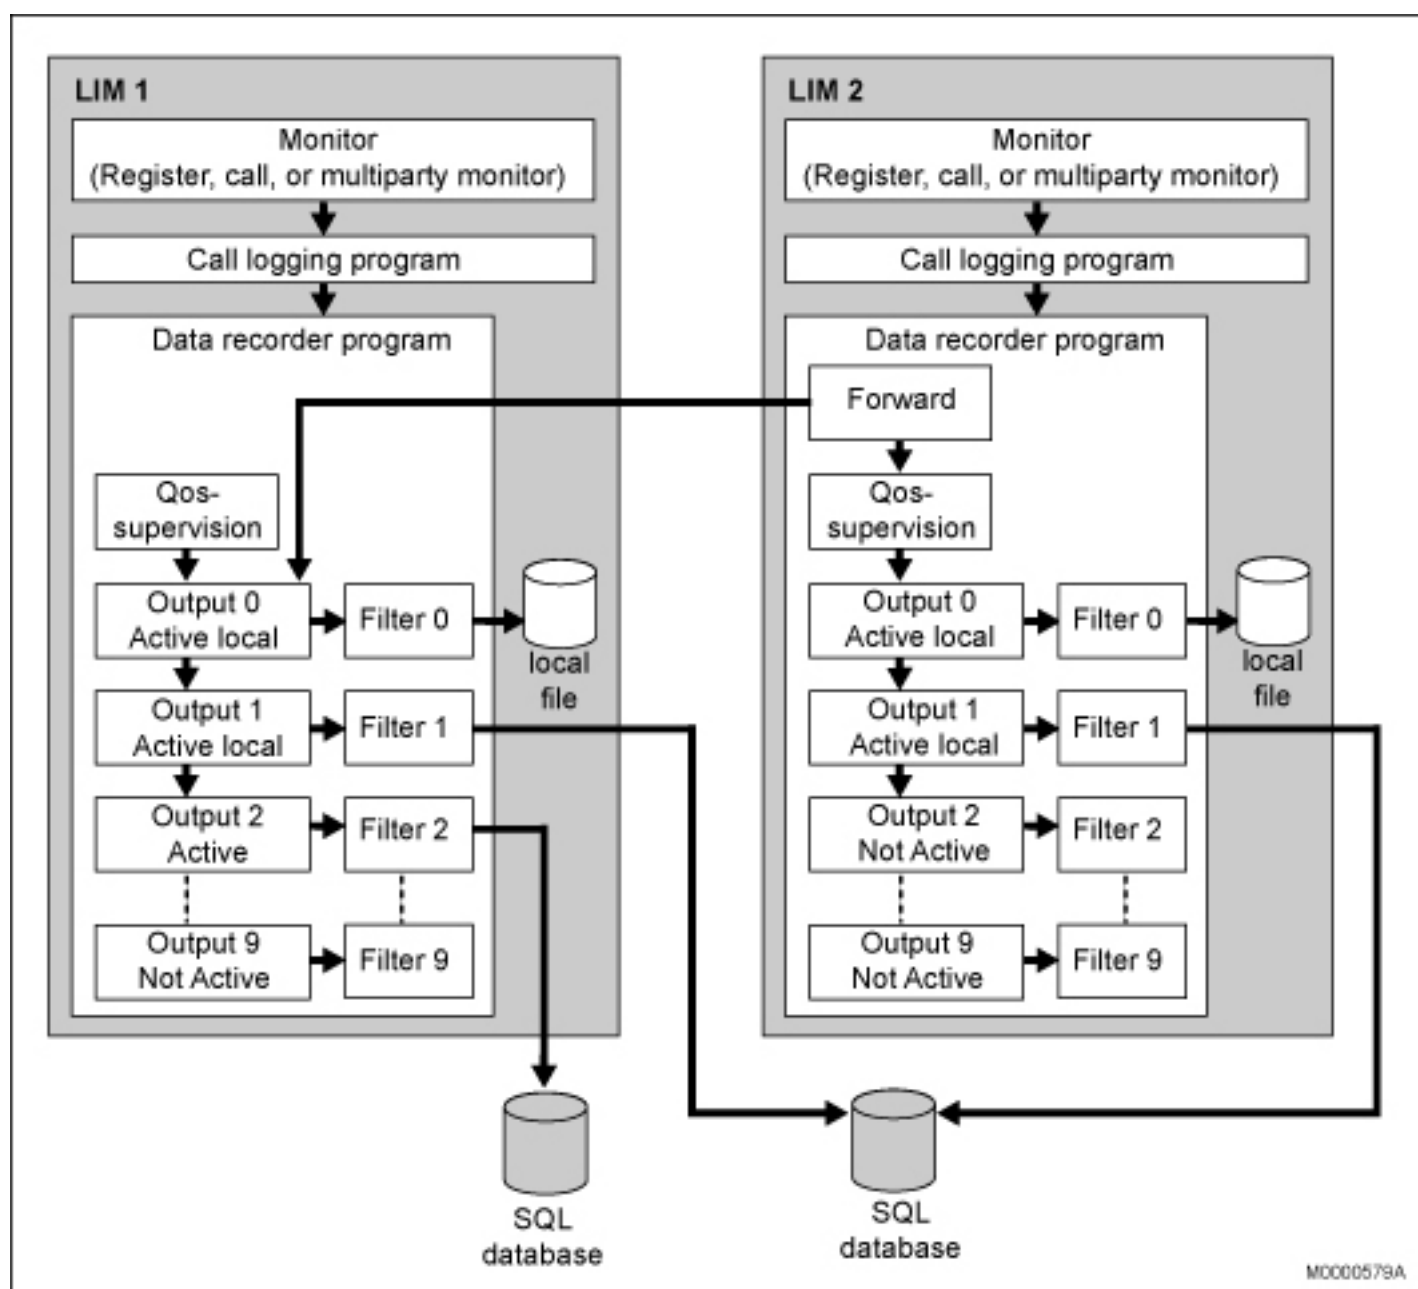 LIM 1
Monitor
(Register, call, or multiparty monitor)
Call logging program
Data recorder program
Qos-
supervision
Output 0
Active local
Filter 0
local
file
Output 1
Active local
Filter 1
Output 2
Active
Filter 2
Output 9
Not Active
Filter 9
LIM 2
Monitor
(Register, call, or multiparty monitor)
Call logging program
Data recorder program
Forward
Qos-
supervision
Output 0
Active local
Filter 0
local
file
Output 1
Active local
Filter 1
Output 2
Not Active
Filter 2
Output 9
Not Active
Filter 9
SQL
database
SQL
database
M0000579A